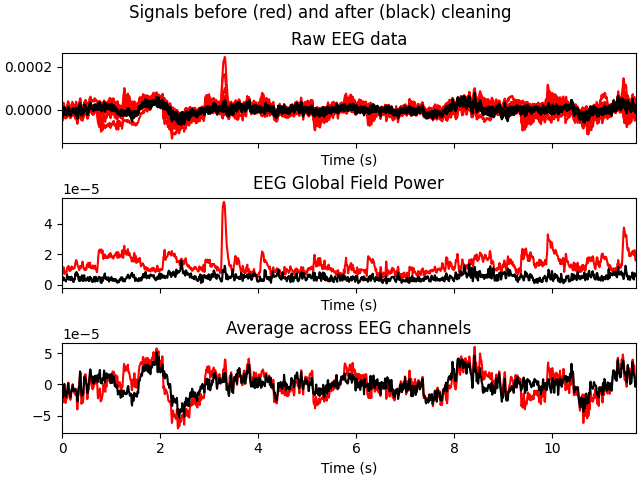 Signals before (red) and after (black) cleaning
Raw EEG data
0.0002
0.0000
Time (s)
1e−5
EEG Global Field Power
4
2
0
Time (s)
1e−5
Average across EEG channels
5
0
−5
0 2 4 6 8 10
Time (s)